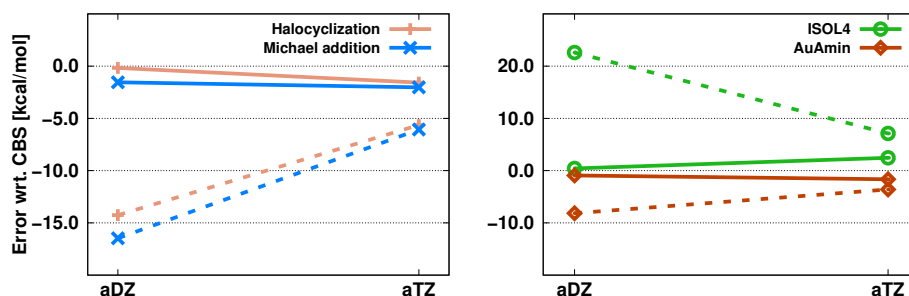 Error wrt. CBS [kcal/mol]
Halocyclization
Michael addition
0.0
−5.0
−10.0
−15.0
aDZ
aTZ
ISOL4
AuAmin
20.0
10.0
0.0
−10.0
aDZ
aTZ